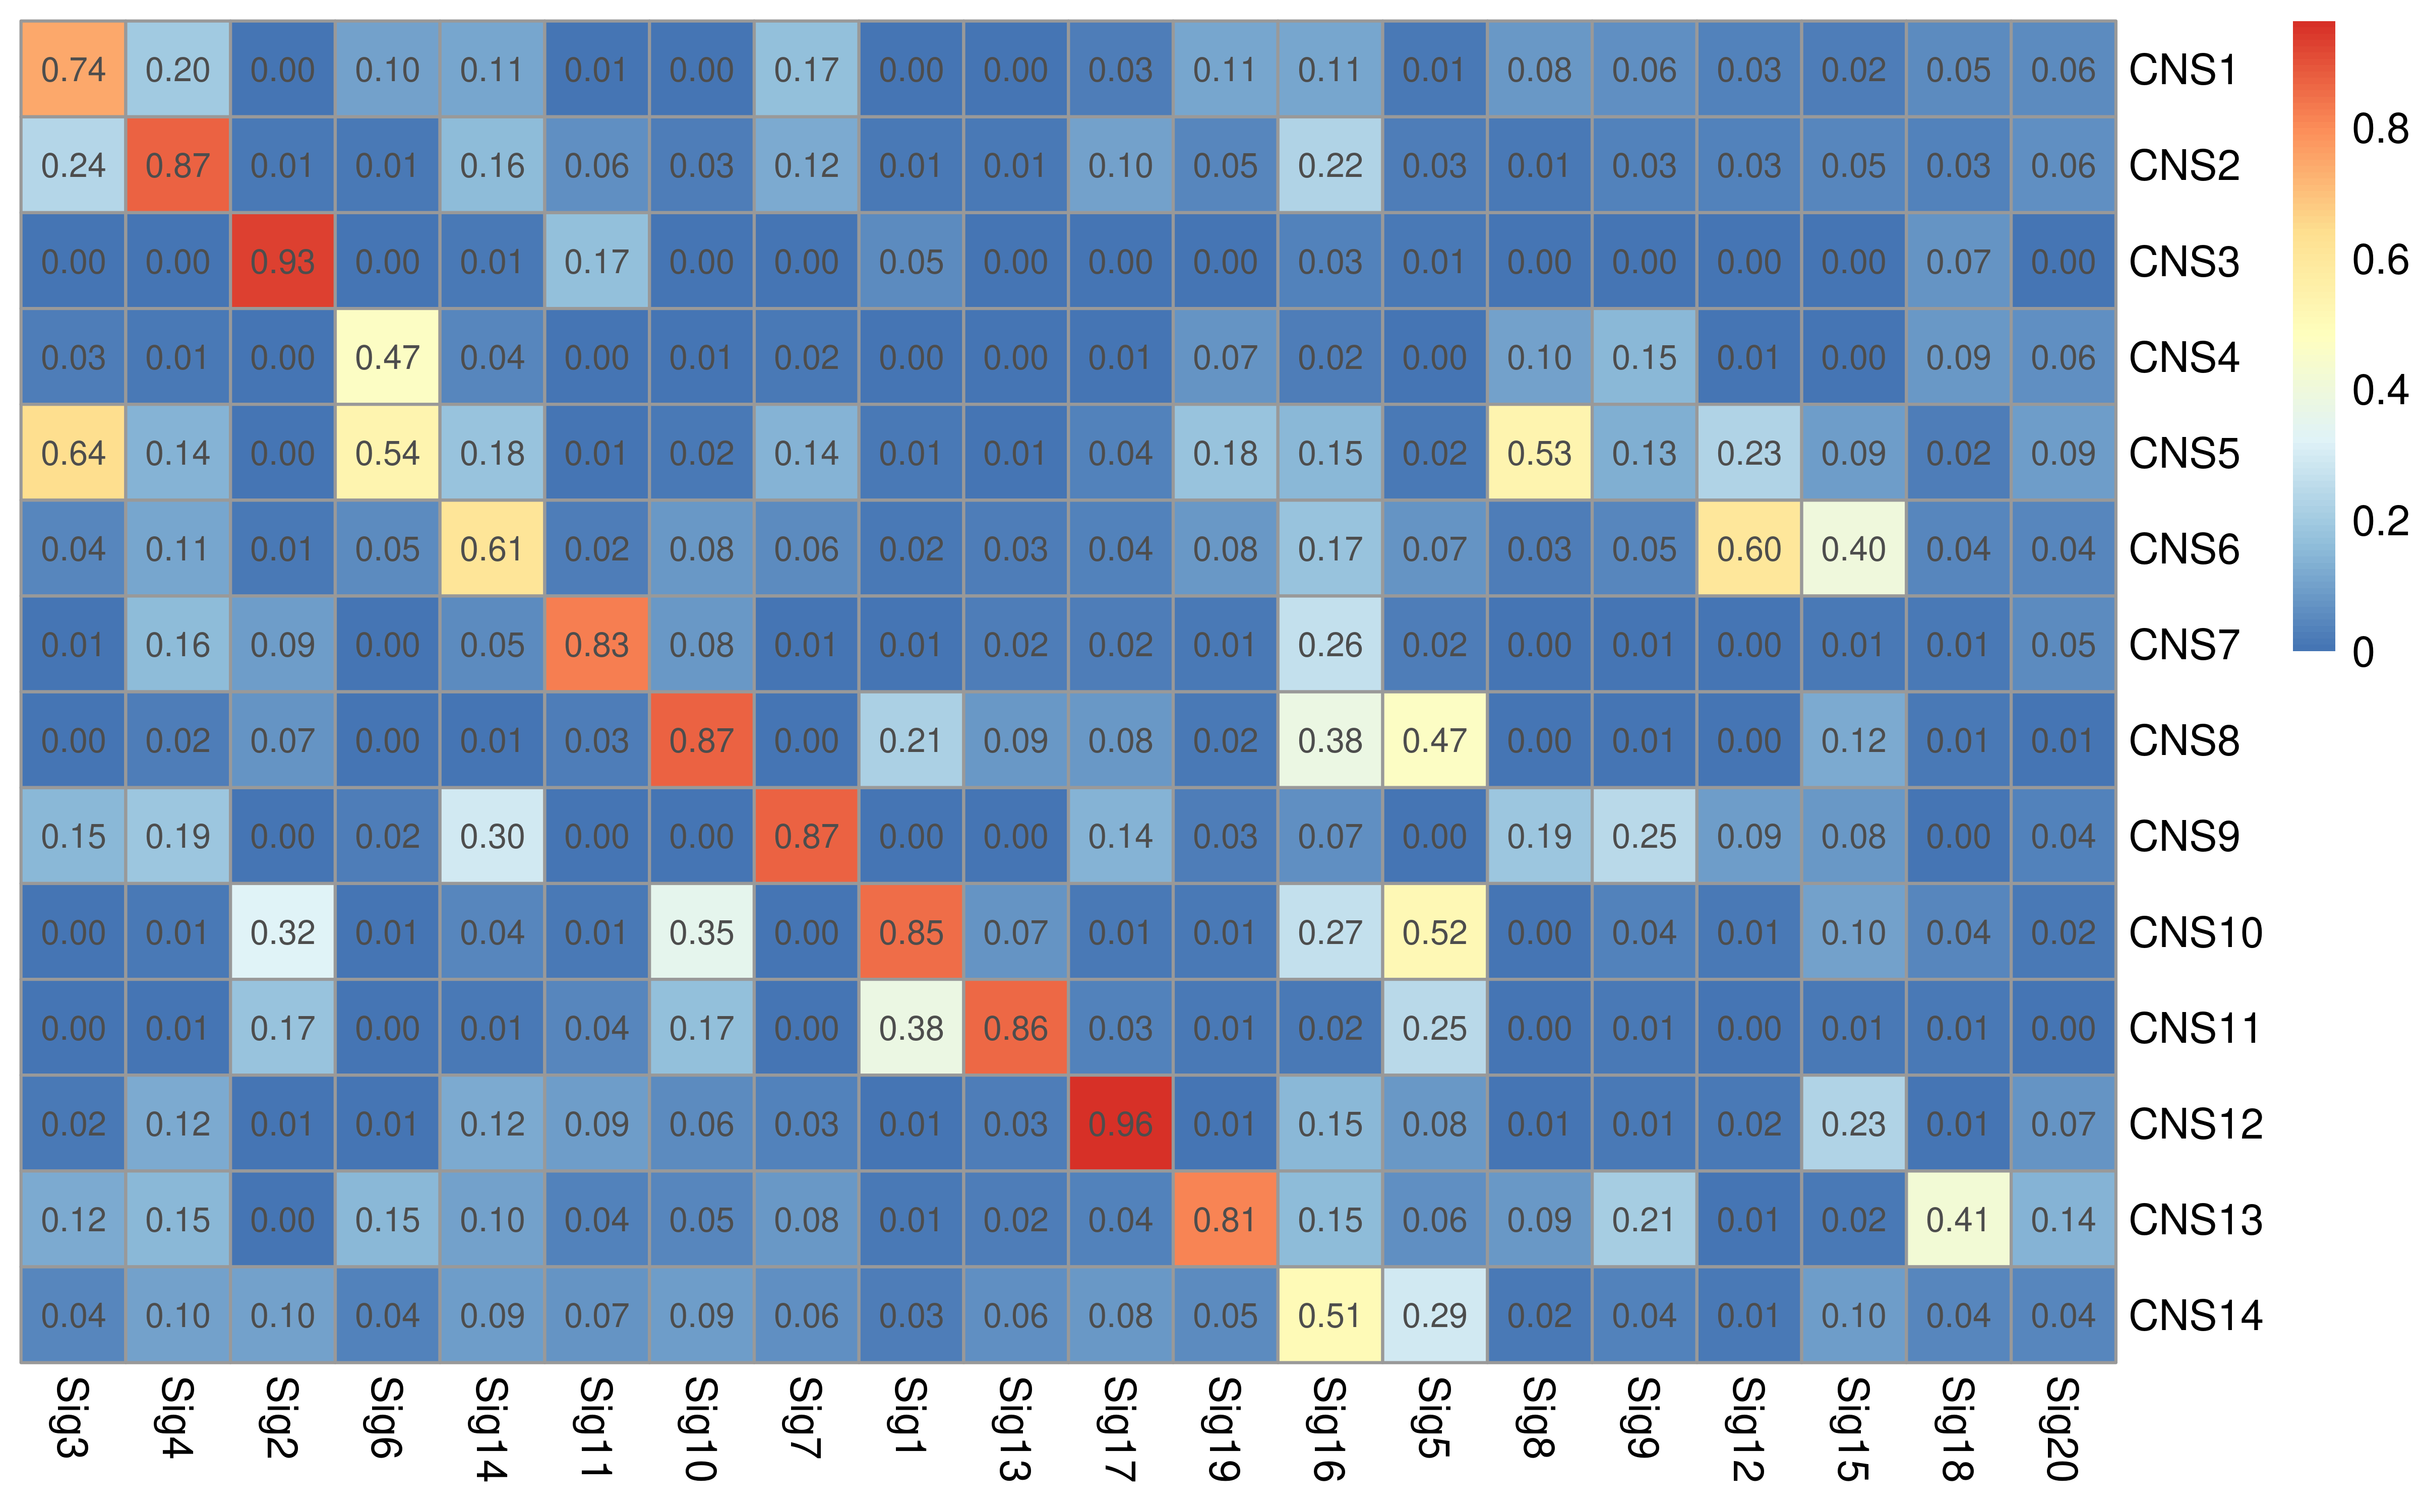 0.74 0.20 0.00 0.10 0.11 0.01 0.00 0.17 0.00 0.00 0.03 0.11 0.11 0.01 0.08 0.06 0.03 0.02 0.05 0.06 CNS1
0.24 0.87 0.01 0.01 0.16 0.06 0.03 0.12 0.01 0.01 0.10 0.05 0.22 0.03 0.01 0.03 0.03 0.05 0.03 0.06 CNS2
0.00 0.00 0.93 0.00 0.01 0.17 0.00 0.00 0.05 0.00 0.00 0.00 0.03 0.01 0.00 0.00 0.00 0.00 0.07 0.00 CNS3
0.03 0.01 0.00 0.47 0.04 0.00 0.01 0.02 0.00 0.00 0.01 0.07 0.02 0.00 0.10 0.15 0.01 0.00 0.09 0.06 CNS4
0.64 0.14 0.00 0.54 0.18 0.01 0.02 0.14 0.01 0.01 0.04 0.18 0.15 0.02 0.53 0.13 0.23 0.09 0.02 0.09 CNS5
0.04 0.11 0.01 0.05 0.61 0.02 0.08 0.06 0.02 0.03 0.04 0.08 0.17 0.07 0.03 0.05 0.60 0.40 0.04 0.04 CNS6
0.01 0.16 0.09 0.00 0.05 0.83 0.08 0.01 0.01 0.02 0.02 0.01 0.26 0.02 0.00 0.01 0.00 0.01 0.01 0.05 CNS7
0.00 0.02 0.07 0.00 0.01 0.03 0.87 0.00 0.21 0.09 0.08 0.02 0.38 0.47 0.00 0.01 0.00 0.12 0.01 0.01 CNS8
0.15 0.19 0.00 0.02 0.30 0.00 0.00 0.87 0.00 0.00 0.14 0.03 0.07 0.00 0.19 0.25 0.09 0.08 0.00 0.04 CNS9
0.00 0.01 0.32 0.01 0.04 0.01 0.35 0.00 0.85 0.07 0.01 0.01 0.27 0.52 0.00 0.04 0.01 0.10 0.04 0.02 CNS10
0.00 0.01 0.17 0.00 0.01 0.04 0.17 0.00 0.38 0.86 0.03 0.01 0.02 0.25 0.00 0.01 0.00 0.01 0.01 0.00 CNS11
0.02 0.12 0.01 0.01 0.12 0.09 0.06 0.03 0.01 0.03 0.96 0.01 0.15 0.08 0.01 0.01 0.02 0.23 0.01 0.07 CNS12
0.12 0.15 0.00 0.15 0.10 0.04 0.05 0.08 0.01 0.02 0.04 0.81 0.15 0.06 0.09 0.21 0.01 0.02 0.41 0.14 CNS13
0.04 0.10 0.10 0.04 0.09 0.07 0.09 0.06 0.03 0.06 0.08 0.05 0.51 0.29 0.02 0.04 0.01 0.10 0.04 0.04 CNS14
Sig3 Sig4 Sig2 Sig6 Sig14 Sig11 Sig10 Sig7 Sig1 Sig13 Sig17 Sig19 Sig16 Sig5 Sig8 Sig9 Sig12 Sig15 Sig18 Sig20
0.8
0.6
0.4
0.2
0